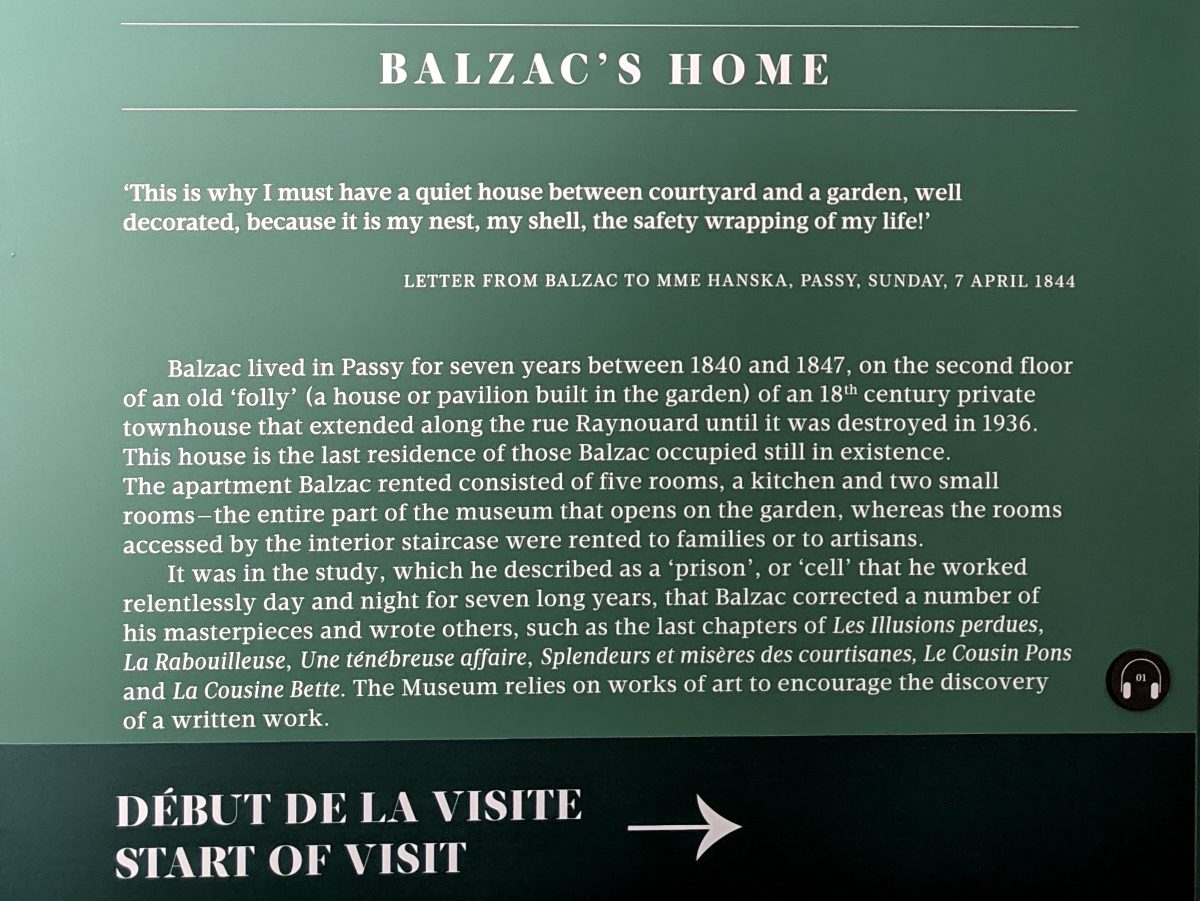 BALZAC’S HOME
‘This is why I must have a quiet house between courtyard and a garden, well
decorated, because it is my nest, my shell, the safety wrapping of my life!’
LETTER FROM BALZAC TO MME HANSKA, PASSY, SUNDAY, 7 APRIL 1844
Balzac lived in Passy for seven years between 1840 and 1847, on the second floor
of an old ‘folly’ (a house or pavilion built in the garden) of an 18th century private
townhouse that extended along the rue Raynouard until it was destroyed in 1936.
This house is the last residence of those Balzac occupied still in existence.
The apartment Balzac rented consisted of five rooms, a kitchen and two small
rooms–the entire part of the museum that opens on the garden, whereas the rooms
accessed by the interior staircase were rented to families or to artisans.
It was in the study, which he described as a ‘prison’, or ‘cell’ that he worked
relentlessly day and night for seven long years, that Balzac corrected a number of
his masterpieces and wrote others, such as the last chapters of Les Illusions perdues,
La Rabouilleuse, Une ténébreuse affaire, Splendeurs et misères des courtisanes, Le Cousin Pons
and La Cousine Bette. The Museum relies on works of art to encourage the discovery
of a written work.
01
DÉBUT DE LA VISITE
START OF VISIT